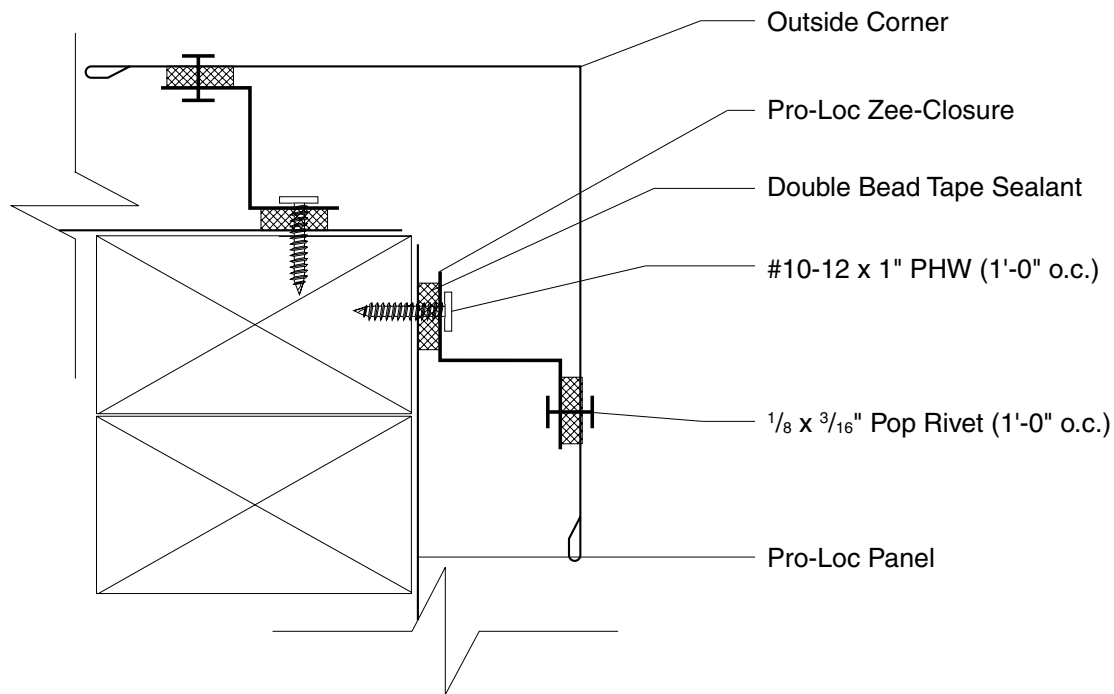 Outside Corner
Pro-Loc Zee-Closure
Double Bead Tape Sealant
#10-12 x 1" PHW (1'-0" o.c.)
1/8 x 3/16" Pop Rivet (1'-0" o.c.)
Pro-Loc Panel